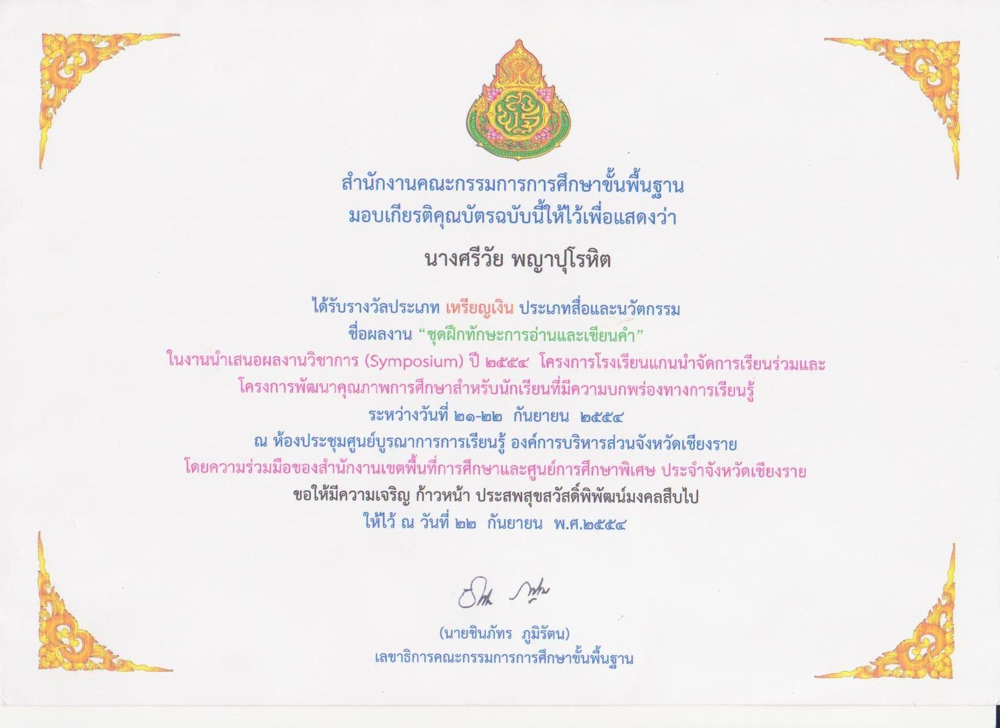 สำนักงานคณะกรรมการการศึกษาขั้นพื้นฐาน
มอบเกียรติคุณบัตรฉบับนี้ให้ไว้เพื่อแสดงว่า
นางศรีวัย พญาปุโรหิต
ได้รับรางวัลประเภท เหรียญเงิน ประเภทสื่อและนวัตกรรม
ชื่อผลงาน “ชุดฝึกทักษะการอ่านและเขียนคำ”
ในงานนำเสนอผลงานวิชาการ (Symposium) ปี ๒๕๕๔ โครงการโรงเรียนแกนนำจัดการเรียนร่วมและ
โครงการพัฒนาคุณภาพการศึกษาสำหรับนักเรียนที่มีความบกพร่องทางการเรียนรู้
ระหว่างวันที่ ๒๑-๒๒ กันยายน ๒๕๕๔
ณ ห้องประชุมศูนย์บูรณาการการเรียนรู้ องค์การบริหารส่วนจังหวัดเชียงราย
โดยความร่วมมือของสำนักงานเขตพื้นที่การศึกษาและศูนย์การศึกษาพิเศษ ประจำจังหวัดเชียงราย
ขอให้มีความเจริญ ก้าวหน้า ประสพสุขสวัสดิ์พิพัฒน์มงคลสืบไป
ให้ไว้ ณ วันที่ ๒๒ กันยายน พ.ศ.๒๕๕๔
(นายชินภัทร ภูมิรัตน)
เลขาธิการคณะกรรมการการศึกษาขั้นพื้นฐาน